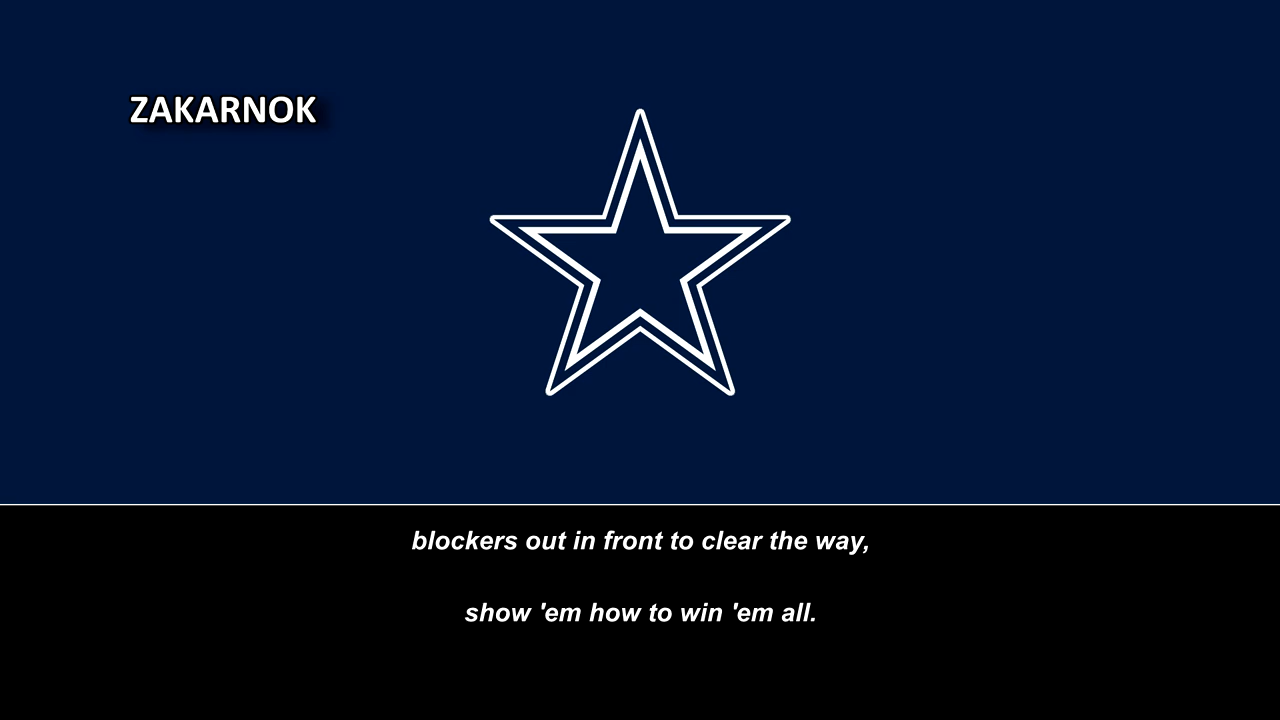 ZAKARNOK
blockers out in front to clear the way,
show 'em how to win 'em all.